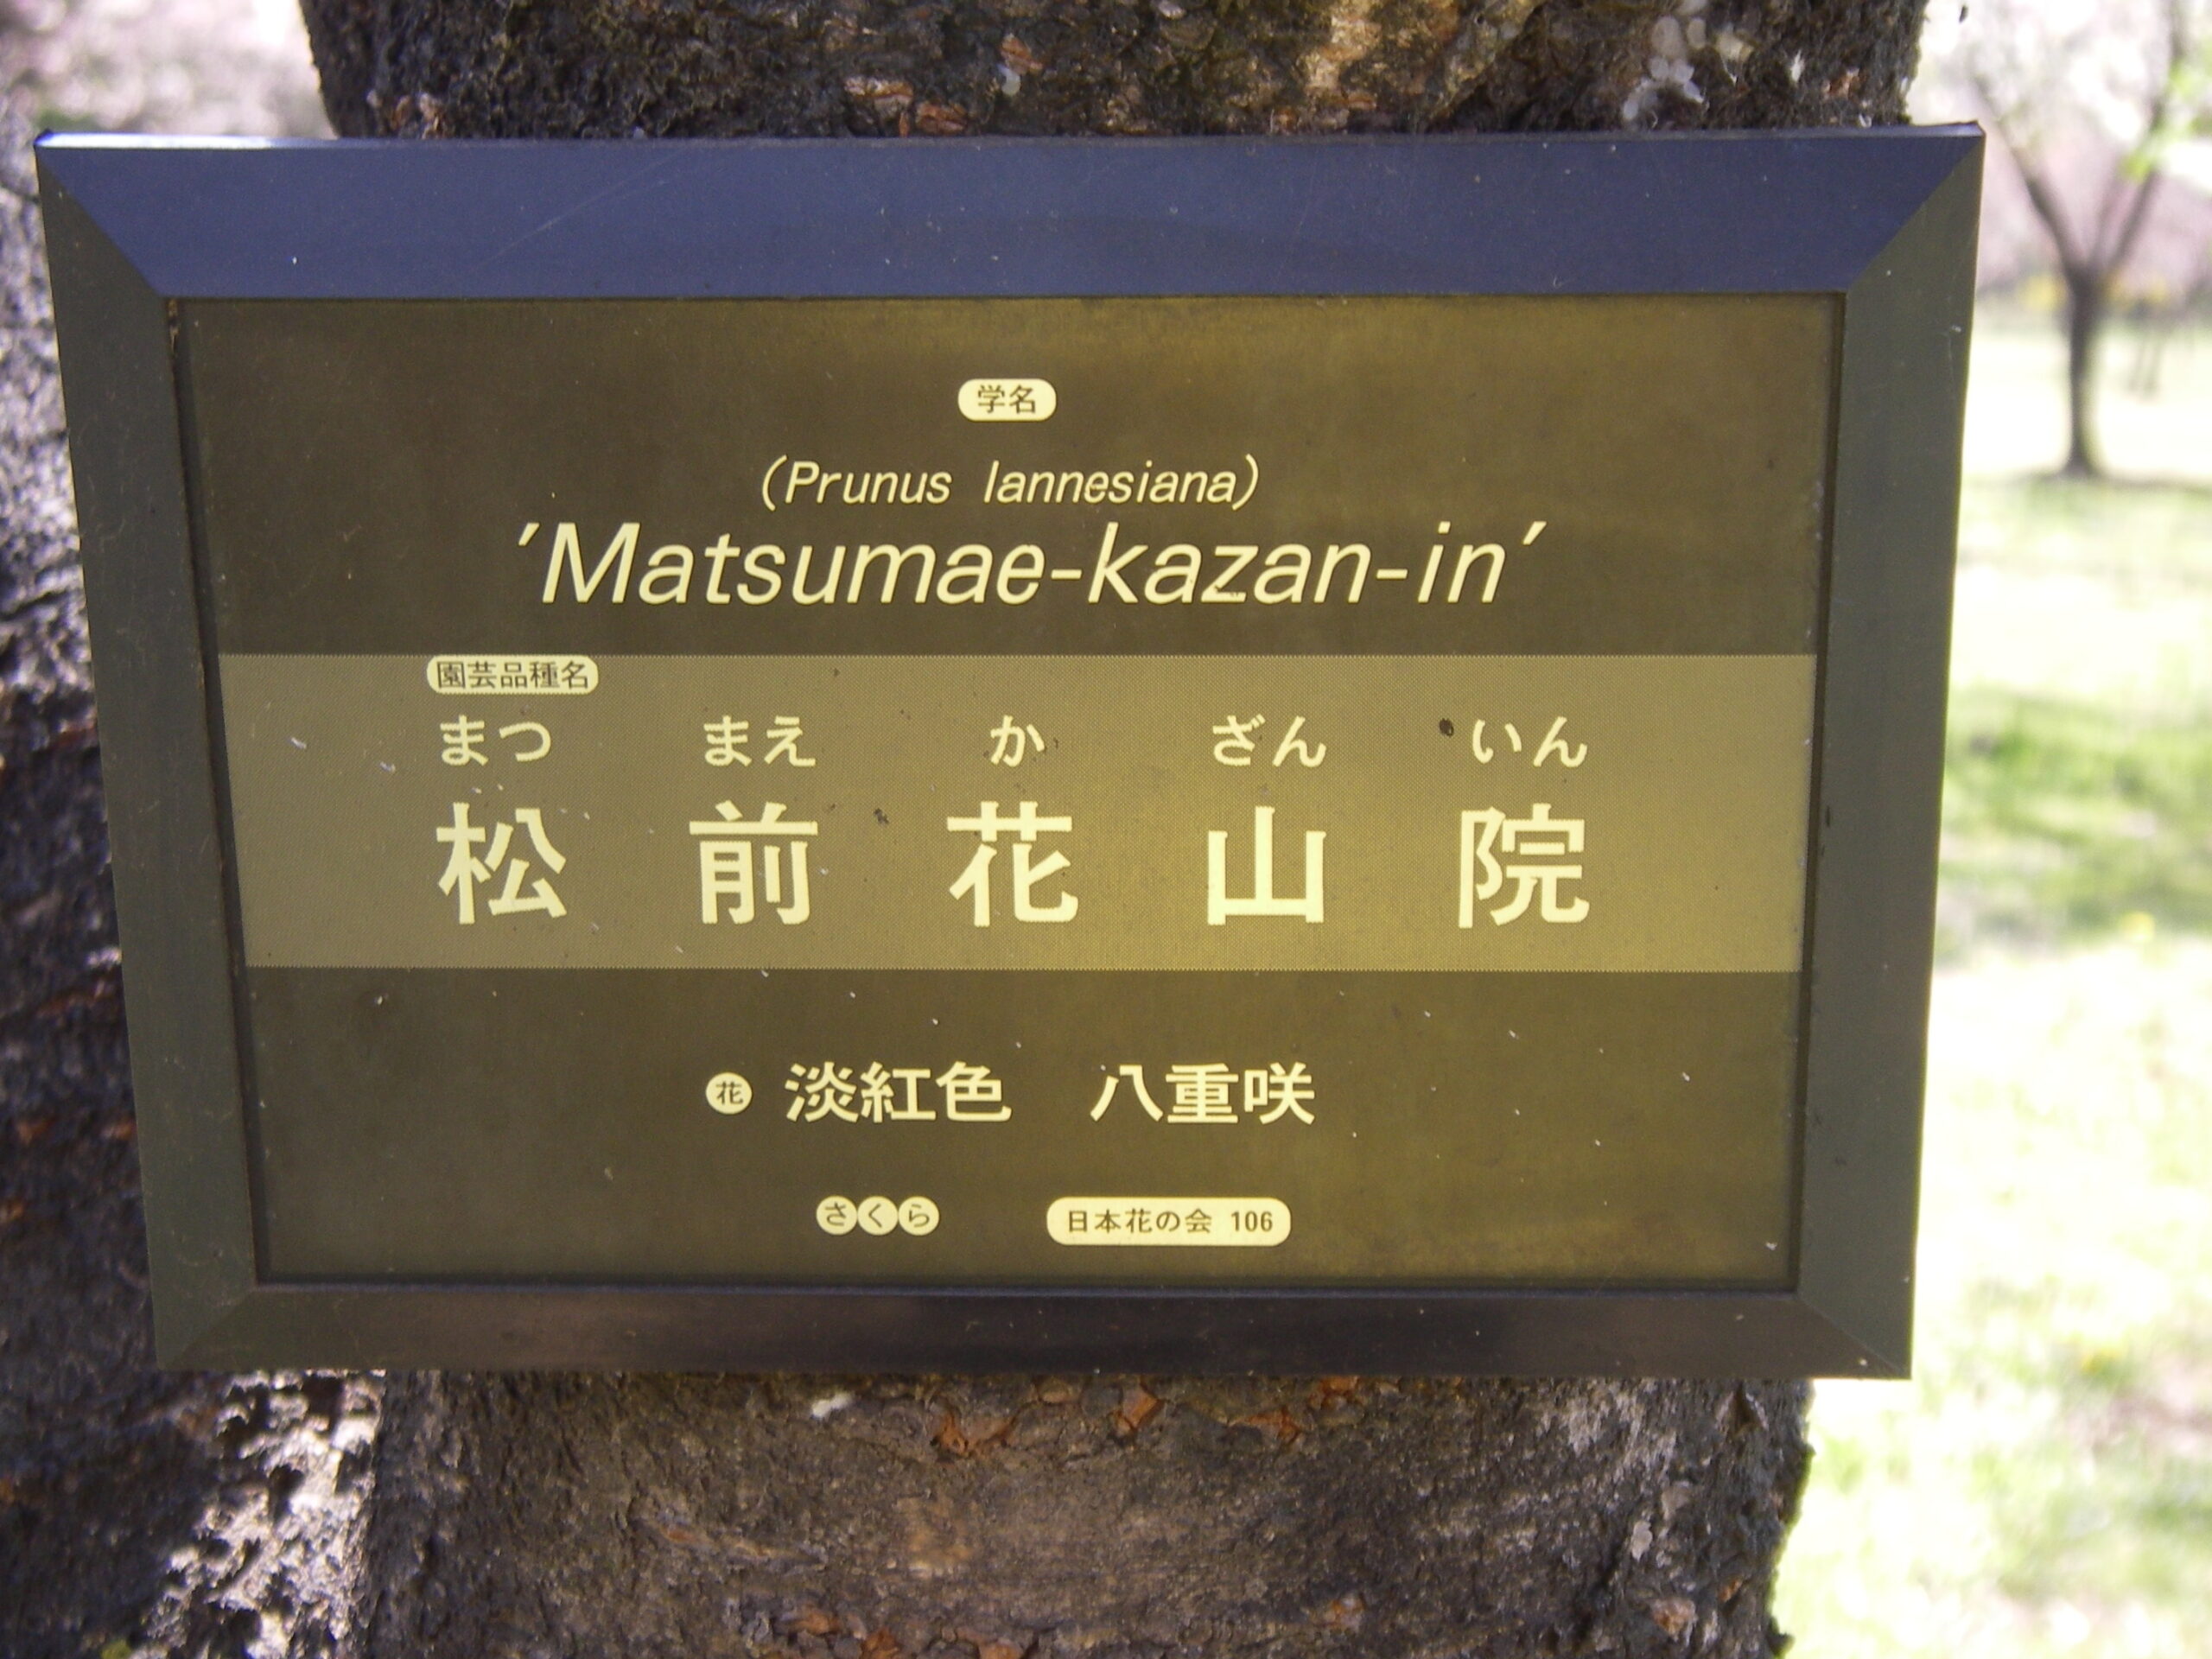 学名
(Prunus lannesiana)
'Matsumae-kazan-in'
園芸品種名
まつ まえ か ざん いん
松前花山院
花 淡紅色 八重咲
さくら 日本花の会 106